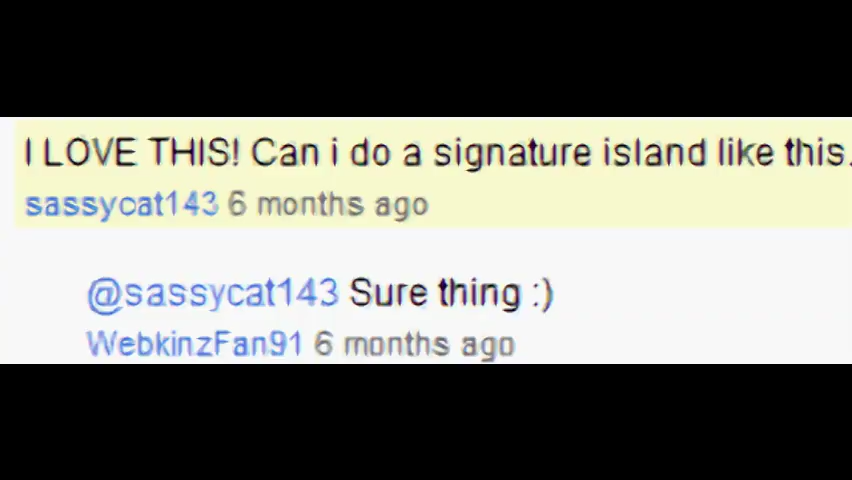 I LOVE THIS! Can i do a signature island like this.
sassycat143 6 months ago
@sassycat143 Sure thing :)
WebkinzFan91 6 months ago